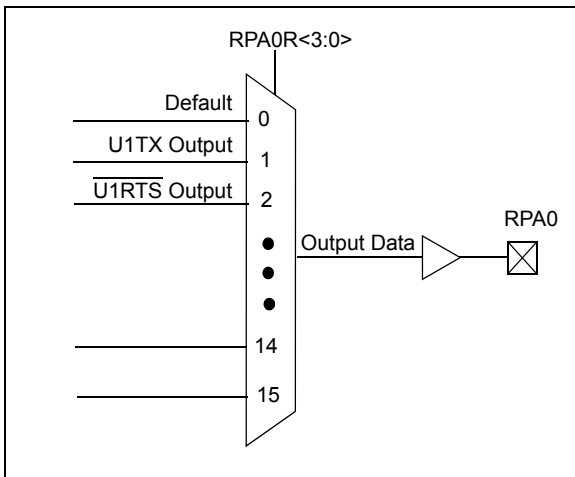 RPA0R<3:0>
Default
0
U1TX Output
1
U1RTS Output
2
RPA0
Output Data
14
15